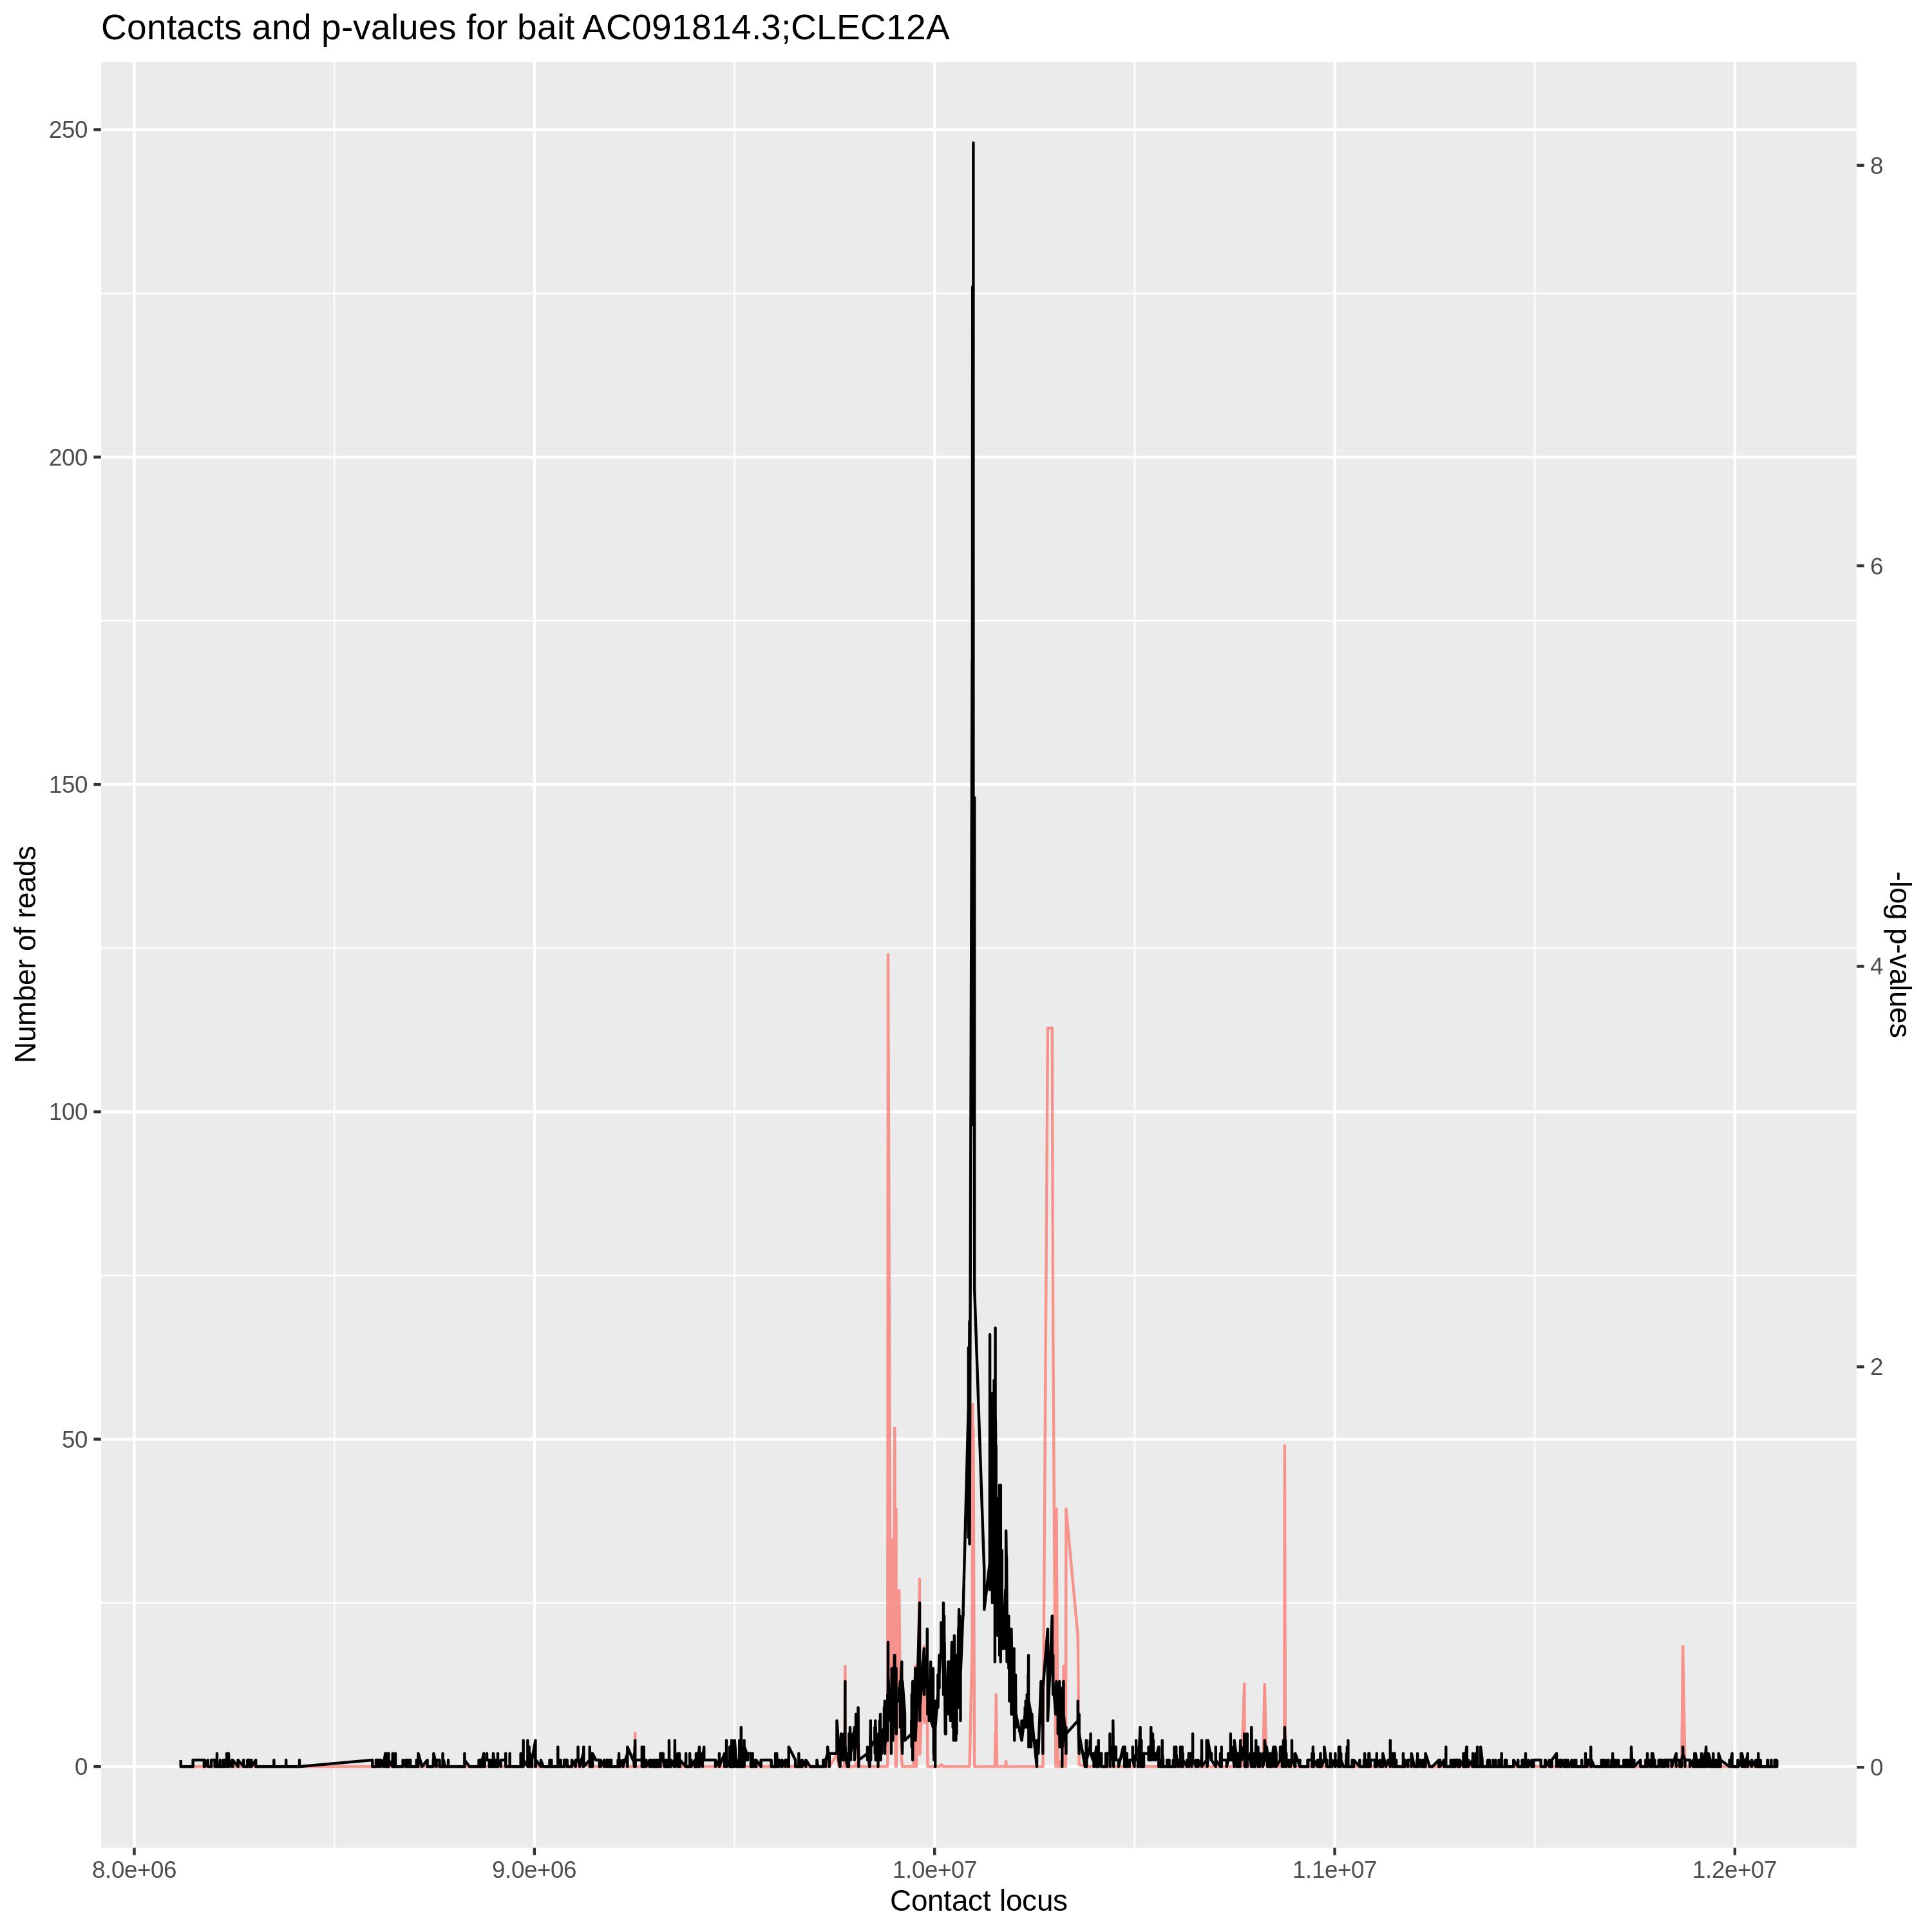 Contacts and p-values for bait AC091814.3;CLEC12A
250
200
150
100
50
0
Number of reads
8
6
4
2
0
-log p-values
8.0e+06 9.0e+06 1.0e+07 1.1e+07 1.2e+07
Contact locus